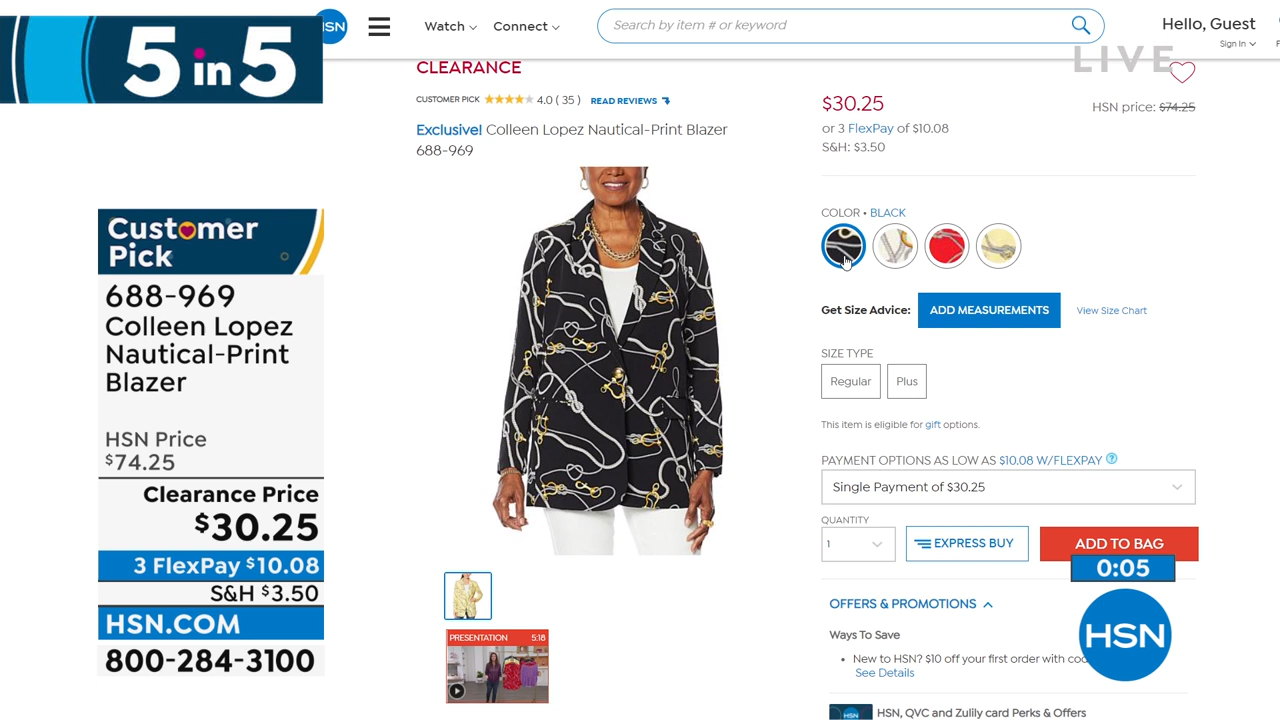 5 in 5
HSN
Watch
Connect
Search by item # or keyword
Hello, Guest
Sign In
LIVE
CLEARANCE
CUSTOMER PICK 4.0 ( 35 ) READ REVIEWS
Exclusive! Colleen Lopez Nautical-Print Blazer
688-969
$30.25
HSN price: $74.25
or 3 FlexPay of $10.08
S&H: $3.50
COLOR • BLACK
Get Size Advice:
ADD MEASUREMENTS
View Size Chart
SIZE TYPE
Regular
Plus
This item is eligible for gift options.
PAYMENT OPTIONS AS LOW AS $10.08 W/FLEXPAY ?
Single Payment of $30.25
QUANTITY
1
EXPRESS BUY
ADD TO BAG
0:05
OFFERS & PROMOTIONS
Ways To Save
New to HSN? $10 off your first order with
See Details
HSN
HSN, QVC and Zulily card Perks & Offers
PRESENTATION 5:18
Customer
Pick
688-969
Colleen Lopez
Nautical-Print
Blazer
HSN Price
$74.25
Clearance Price
$30.25
3 FlexPay $10.08
S&H $3.50
HSN.COM
800-284-3100